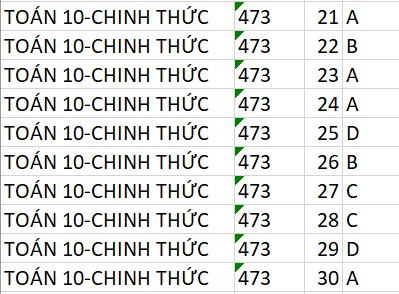 TOÁN 10-CHINH THỨC 473 21 A
TOÁN 10-CHINH THỨC 473 22 B
TOÁN 10-CHINH THỨC 473 23 A
TOÁN 10-CHINH THỨC 473 24 A
TOÁN 10-CHINH THỨC 473 25 D
TOÁN 10-CHINH THỨC 473 26 B
TOÁN 10-CHINH THỨC 473 27 C
TOÁN 10-CHINH THỨC 473 28 C
TOÁN 10-CHINH THỨC 473 29 D
TOÁN 10-CHINH THỨC 473 30 A